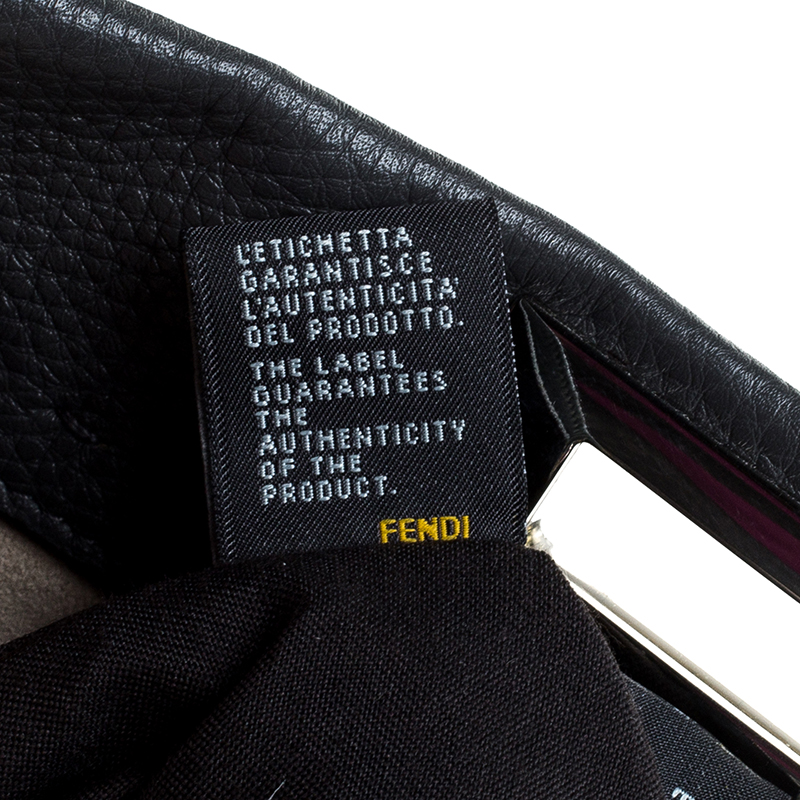 L'ETICHETTA
GARANTISCE
L'AUTENTICITA'
DEL PRODOTTO.
THE LABEL
GUARANTEES
THE
AUTHENTICITY
OF THE
PRODUCT.
FENDI